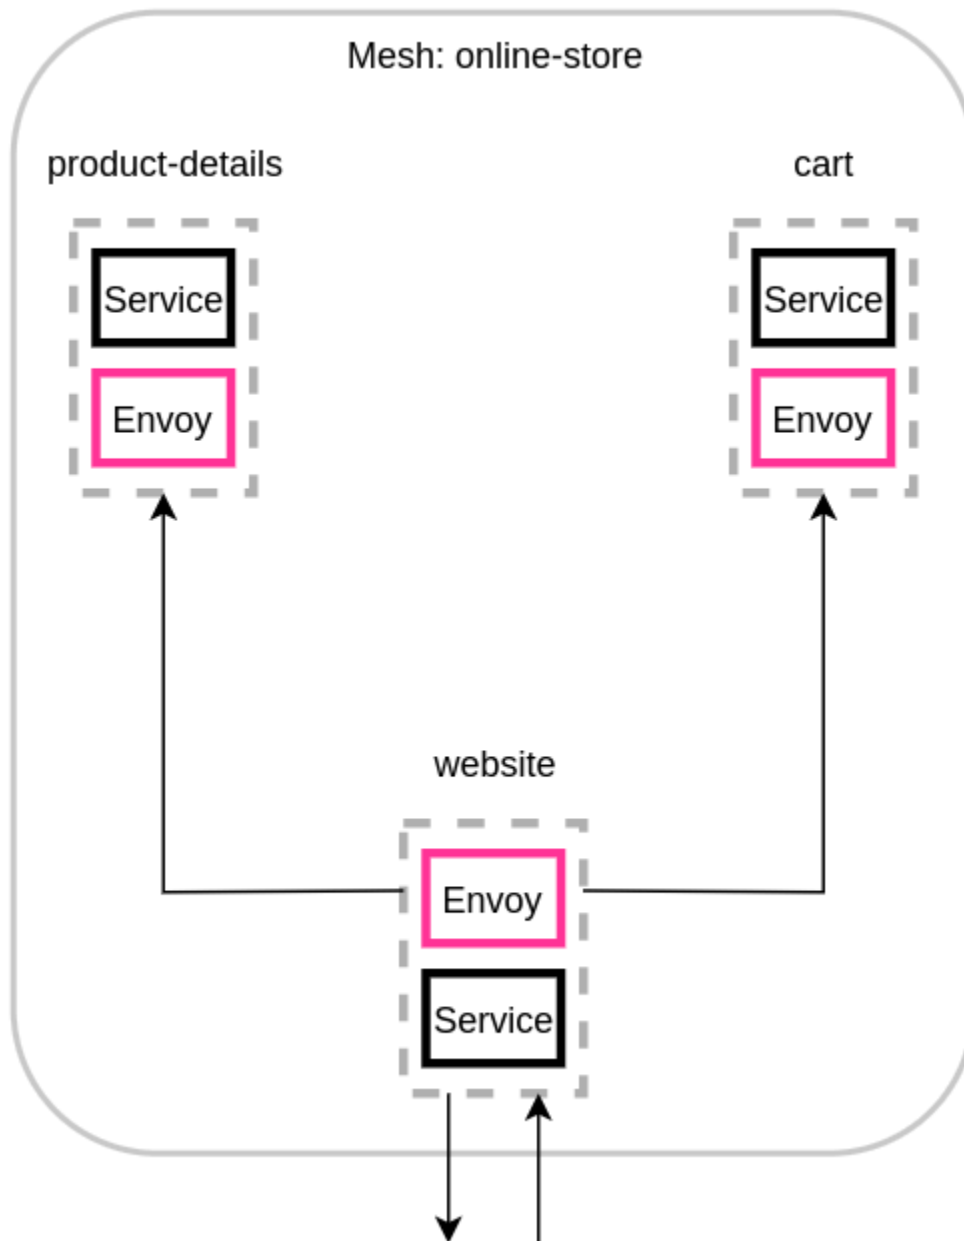 Mesh: online-store
product-details
cart
Service
Service
Envoy
Envoy
website
Envoy
Service